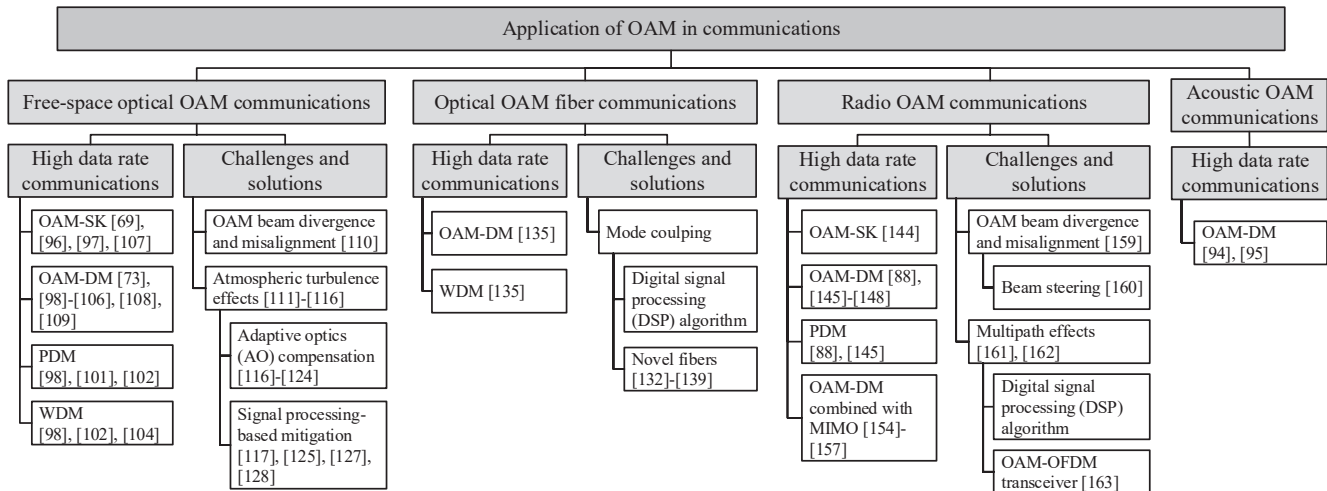 Application of OAM in communications
Free-space optical OAM communications
High data rate
communications
OAM-SK [69],
[96], [97], [107]
OAM-DM [73],
[98]-[106], [108],
[109]
PDM
[98], [101], [102]
WDM
[98], [102], [104]
Challenges and
solutions
OAM beam divergence
and misalignment [110]
Atmospheric turbulence
effects [111]-[116]
Adaptive optics
(AO) compensation
[116]-[124]
Signal processing-
based mitigation
[117], [125], [127],
[128]
Optical OAM fiber communications
High data rate
communications
OAM-DM [135]
WDM [135]
Challenges and
solutions
Mode coulping
Digital signal
processing
(DSP) algorithm
Novel fibers
[132]-[139]
Radio OAM communications
High data rate
communications
OAM-SK [144]
OAM-DM [88],
[145]-[148]
PDM
[88], [145]
OAM-DM
combined with
MIMO [154]-
[157]
Challenges and
solutions
OAM beam divergence
and misalignment [159]
Beam steering [160]
Multipath effects
[161], [162]
Digital signal
processing (DSP)
algorithm
OAM-OFDM
transceiver [163]
Acoustic OAM
communications
High data rate
communications
OAM-DM
[94], [95]